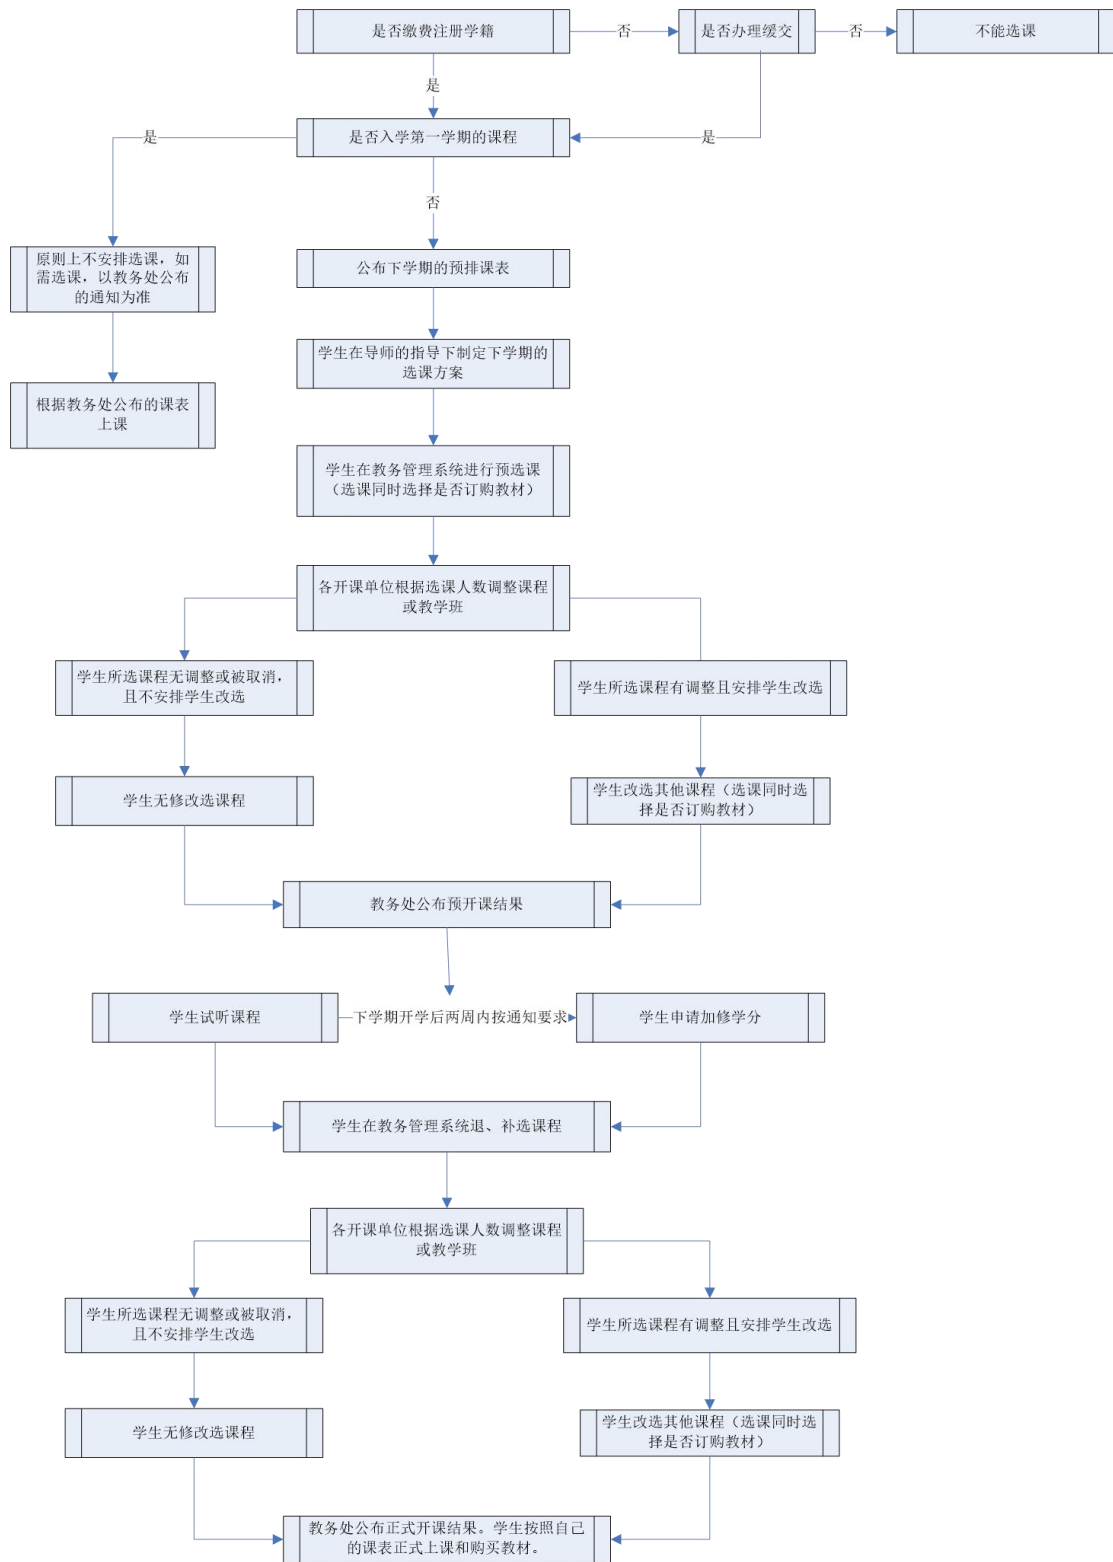 是否缴费注册学籍
否
是否办理缓交
否
不能选课
是
是
是否入学第一学期的课程
是
否
原则上不安排选课，如
需选课，以教务处公布
的通知为准
公布下学期的预排课表
学生在导师的指导下制定下学期的
选课方案
根据教务处公布的课表
上课
学生在教务管理系统进行预选课
（选课同时选择是否订购教材）
各开课单位根据选课人数调整课程
或教学班
学生所选课程无调整或被取消，
且不安排学生改选
学生所选课程有调整且安排学生改选
学生无修改选课程
学生改选其他课程（选课同时选
择是否订购教材）
教务处公布预开课结果
学生试听课程
下学期开学后两周内按通知要求
学生申请加修学分
学生在教务管理系统退、补选课程
各开课单位根据选课人数调整课程
或教学班
学生所选课程无调整或被取消，
且不安排学生改选
学生所选课程有调整且安排学生改选
学生无修改选课程
学生改选其他课程（选课同时选
择是否订购教材）
教务处公布正式开课结果。学生按照自己
的课表正式上课和购买教材。